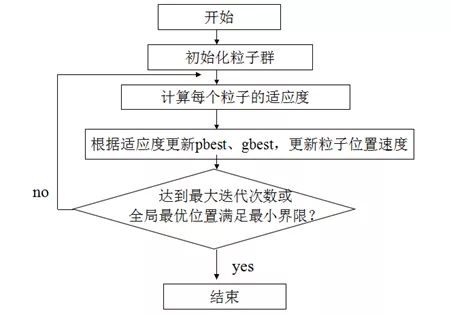 开始
初始化粒子群
计算每个粒子的适应度
根据适应度更新pbest、gbest，更新粒子位置速度
达到最大迭代次数或
全局最优位置满足最小界限？
no
yes
结束